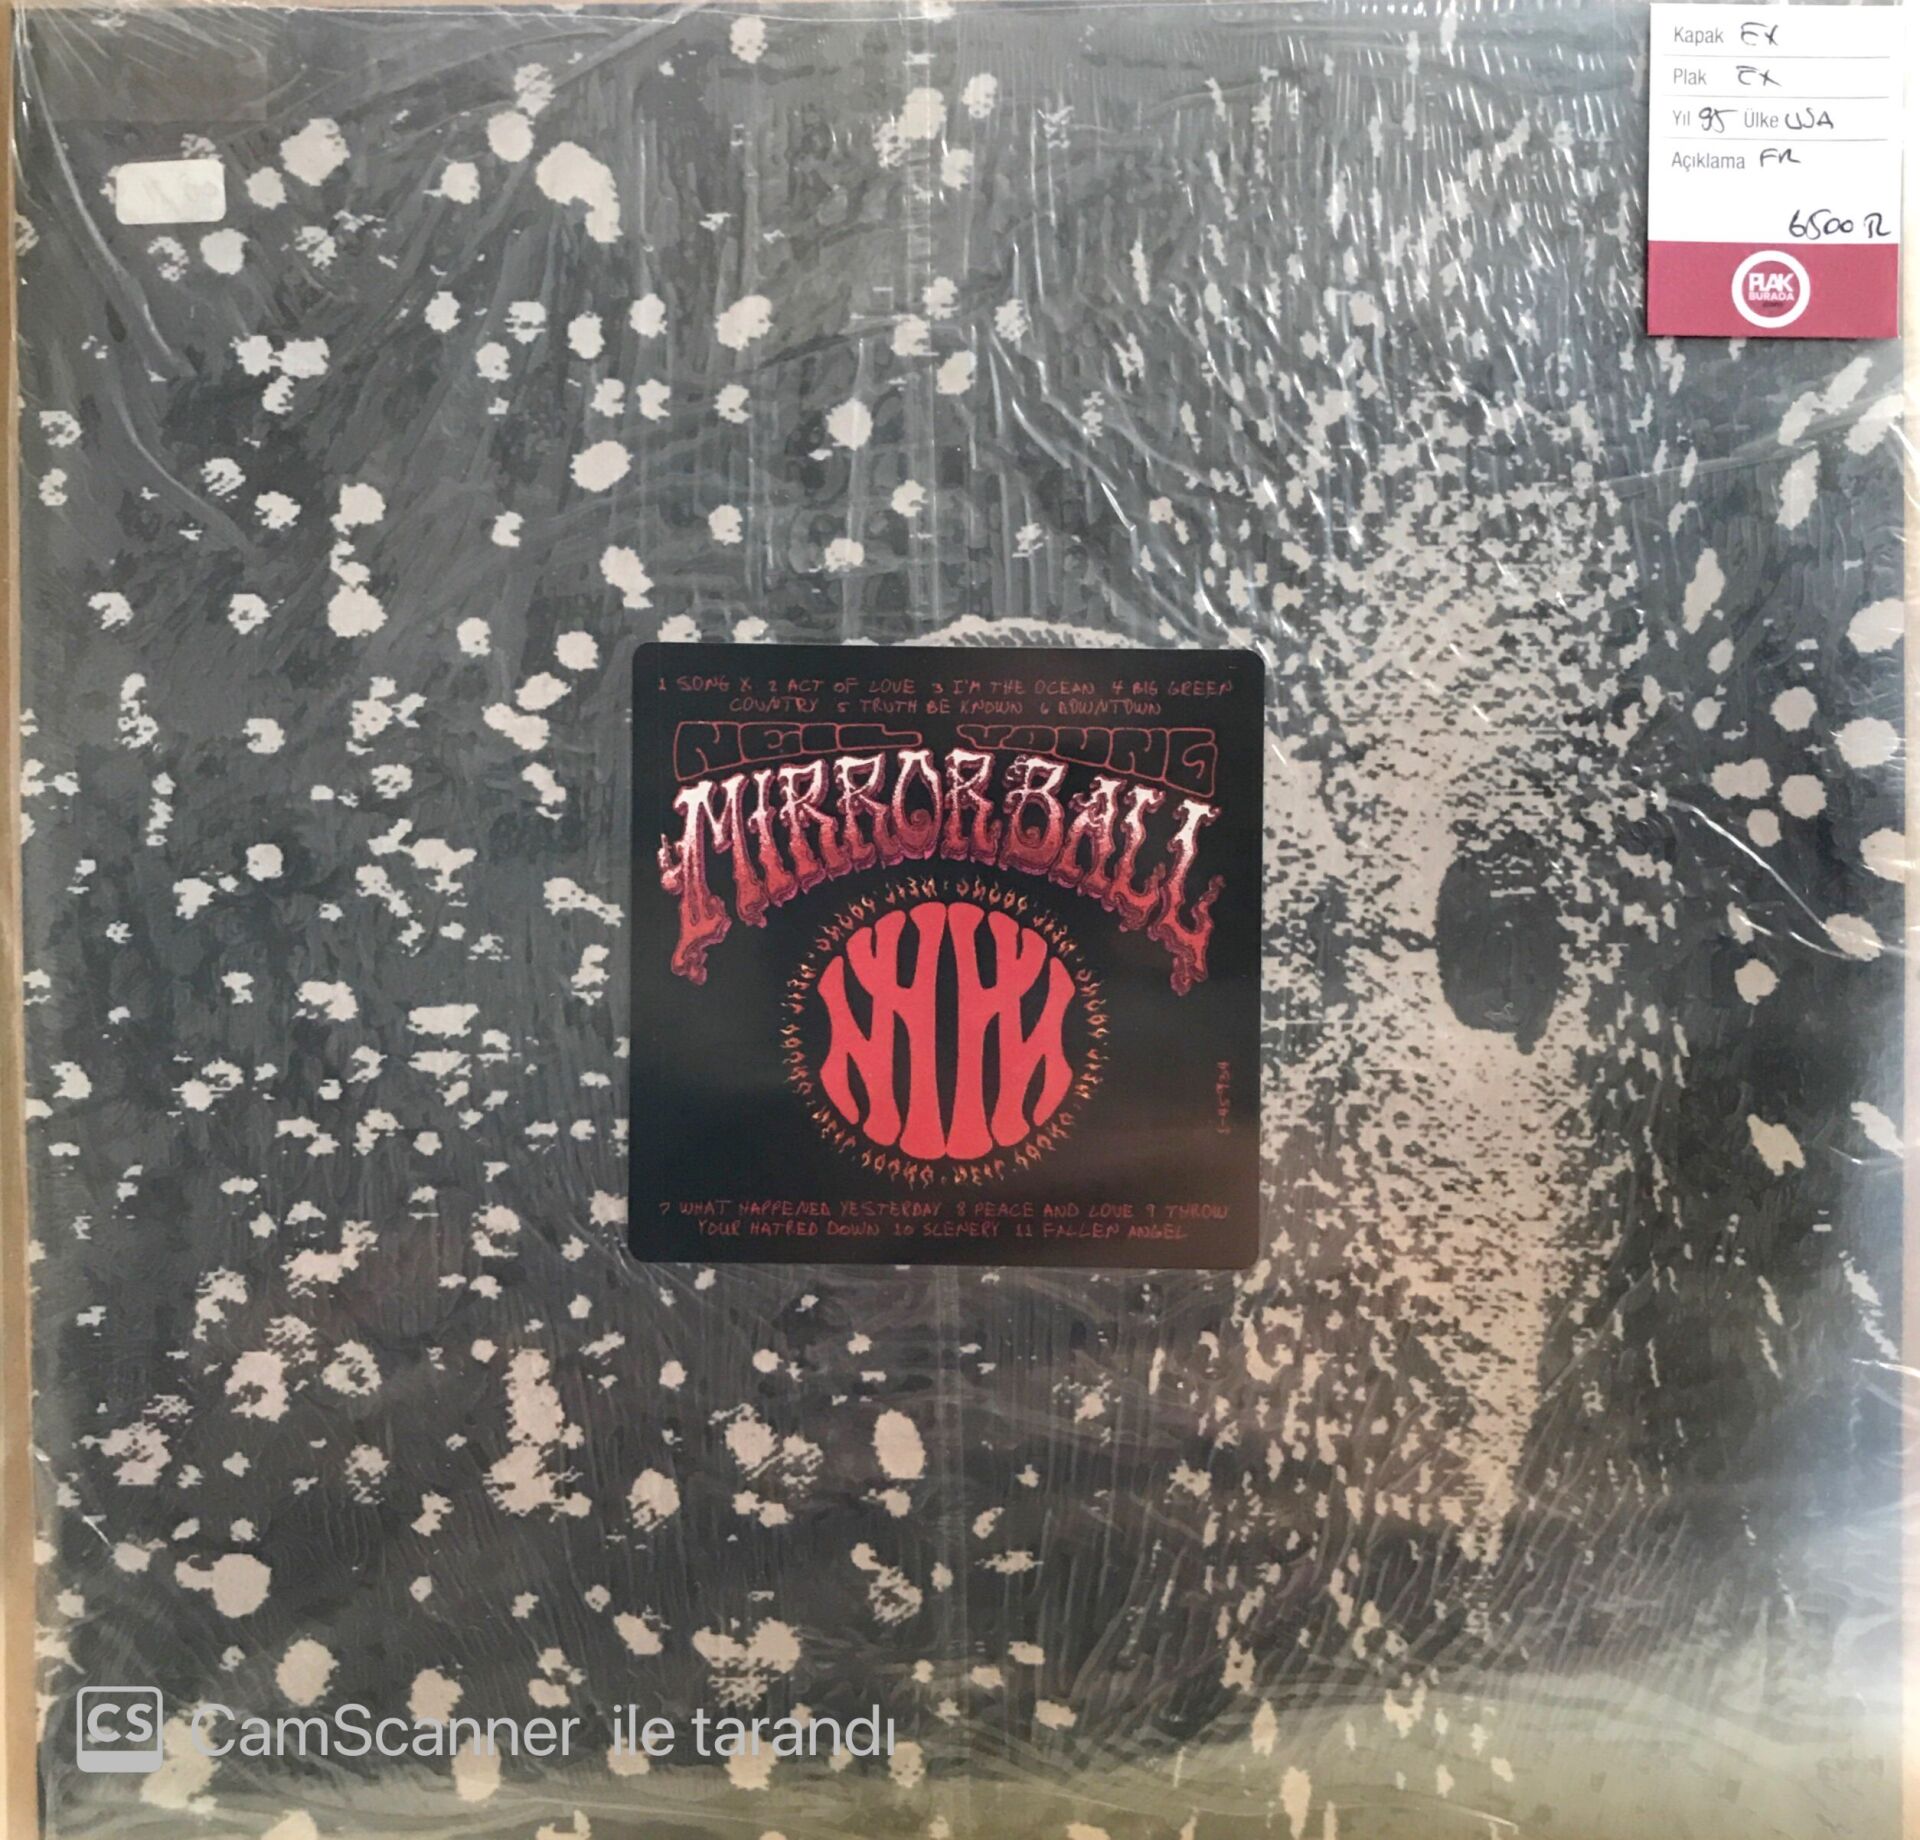 Kapak EX
Plak EX
Yıl 95 Ülke USA
Açıklama FR
6500 TL
PLAK
BURADA
1 SONG X 2 ACT OF LOVE 3 I'M THE OCEAN 4 BIG GREEN
COUNTRY 5 TRUTH BE KNOWN 6 DOWNTOWN
NEIL YOUNG
MIRROR BALL
1-45934
7 WHAT HAPPENED YESTERDAY 8 PEACE AND LOVE 9 THROW
YOUR HATRED DOWN 10 SCENERY 11 FALLEN ANGEL
CS CamScanner ile tarandı